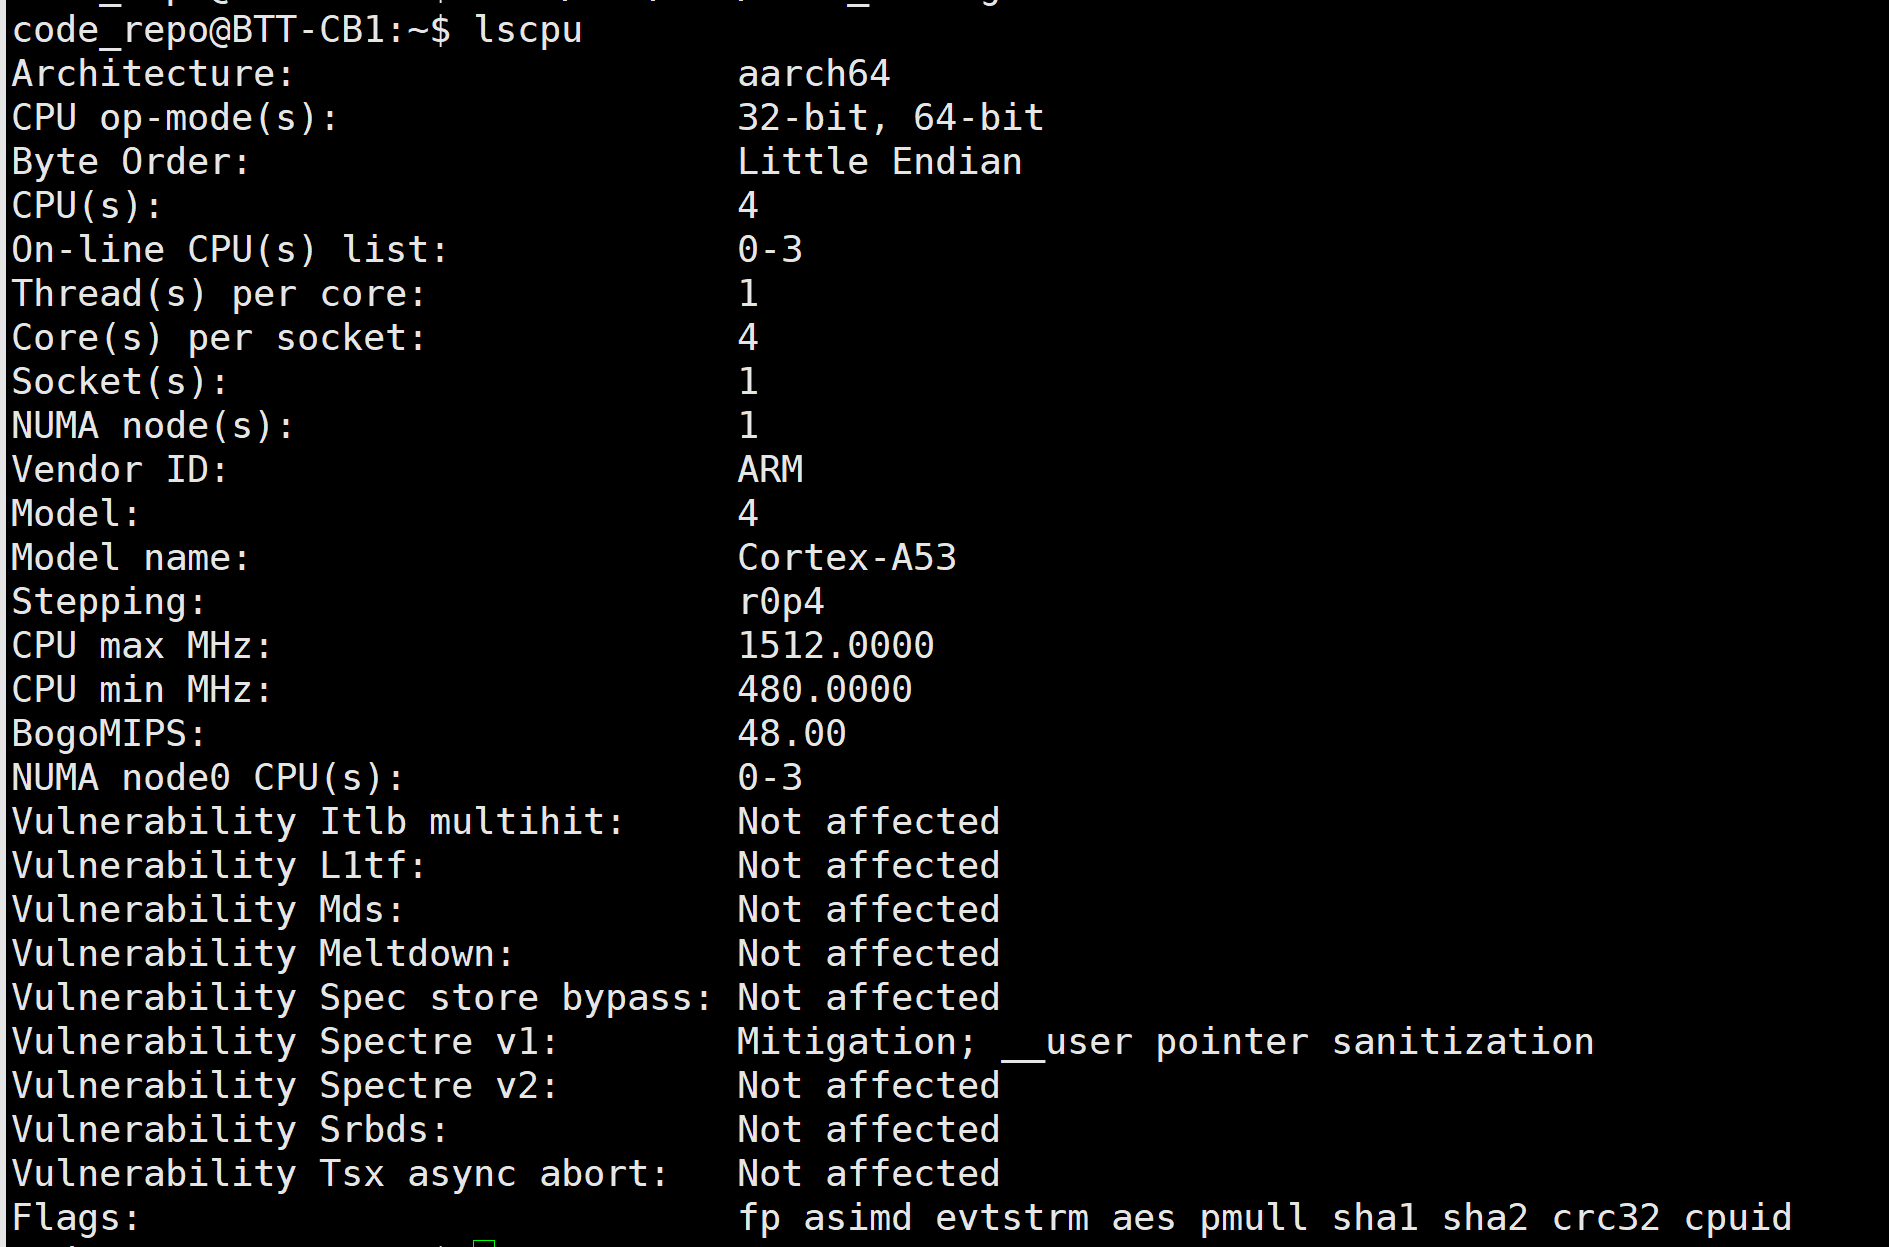 code_repo@BTT-CB1:~$ lscpu
Architecture: aarch64
CPU op-mode(s): 32-bit, 64-bit
Byte Order: Little Endian
CPU(s): 4
On-line CPU(s) list: 0-3
Thread(s) per core: 1
Core(s) per socket: 4
Socket(s): 1
NUMA node(s): 1
Vendor ID: ARM
Model: 4
Model name: Cortex-A53
Stepping: r0p4
CPU max MHz: 1512.0000
CPU min MHz: 480.0000
BogoMIPS: 48.00
NUMA node0 CPU(s): 0-3
Vulnerability Itlb multihit: Not affected
Vulnerability L1tf: Not affected
Vulnerability Mds: Not affected
Vulnerability Meltdown: Not affected
Vulnerability Spec store bypass: Not affected
Vulnerability Spectre v1: Mitigation; __user pointer sanitization
Vulnerability Spectre v2: Not affected
Vulnerability Srbds: Not affected
Vulnerability Tsx async abort: Not affected
Flags: fp asimd evtstrm aes pmull sha1 sha2 crc32 cpuid